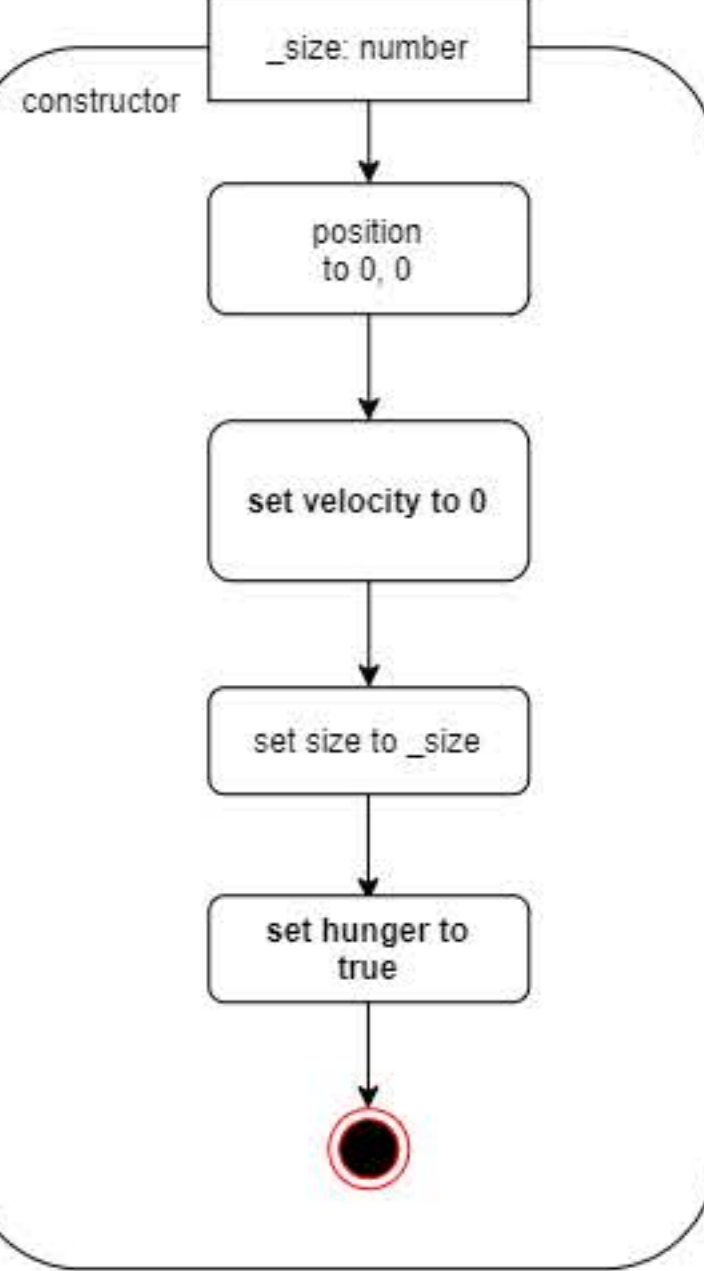 _size: number
constructor
position
to 0, 0
set velocity to 0
set size to _size
set hunger to
true